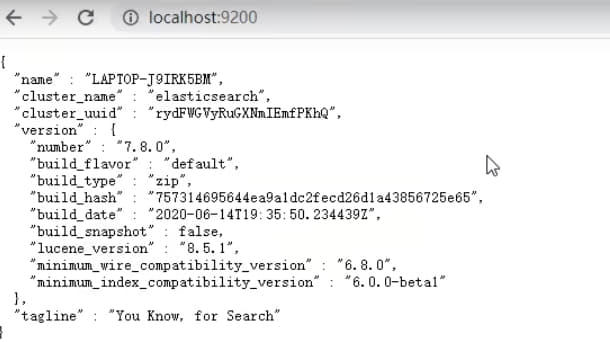 localhost:9200
{
"name" : "LAPTOP-J9IRK5BM",
"cluster_name" : "elasticsearch",
"cluster_uuid" : "rydFWGVyRuGXNmIEmfPKhQ",
"version" : {
"number" : "7.8.0",
"build_flavor" : "default",
"build_type" : "zip",
"build_hash" : "757314695644ea9a1dc2fecd26d1a43856725e65",
"build_date" : "2020-06-14T19:35:50.234439Z",
"build_snapshot" : false,
"lucene_version" : "8.5.1",
"minimum_wire_compatibility_version" : "6.8.0",
"minimum_index_compatibility_version" : "6.0.0-beta1"
},
"tagline" : "You Know, for Search"
}